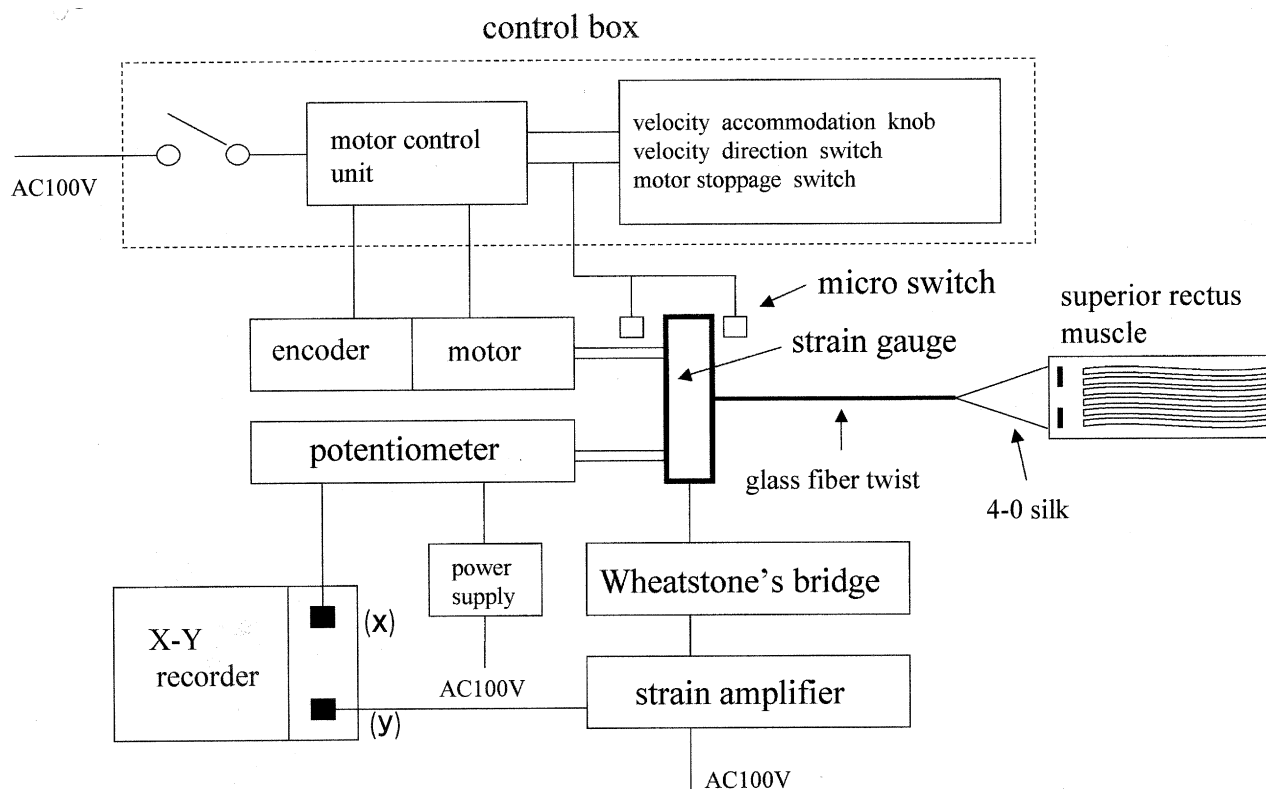 control box
motor control
unit
velocity accommodation knob
velocity direction switch
motor stoppage switch
AC100V
micro switch
superior rectus
muscle
encoder
motor
strain gauge
potentiometer
glass fiber twist
4-0 silk
power
supply
Wheatstone's bridge
X-Y
recorder
(x)
(y)
AC100V
strain amplifier
AC100V